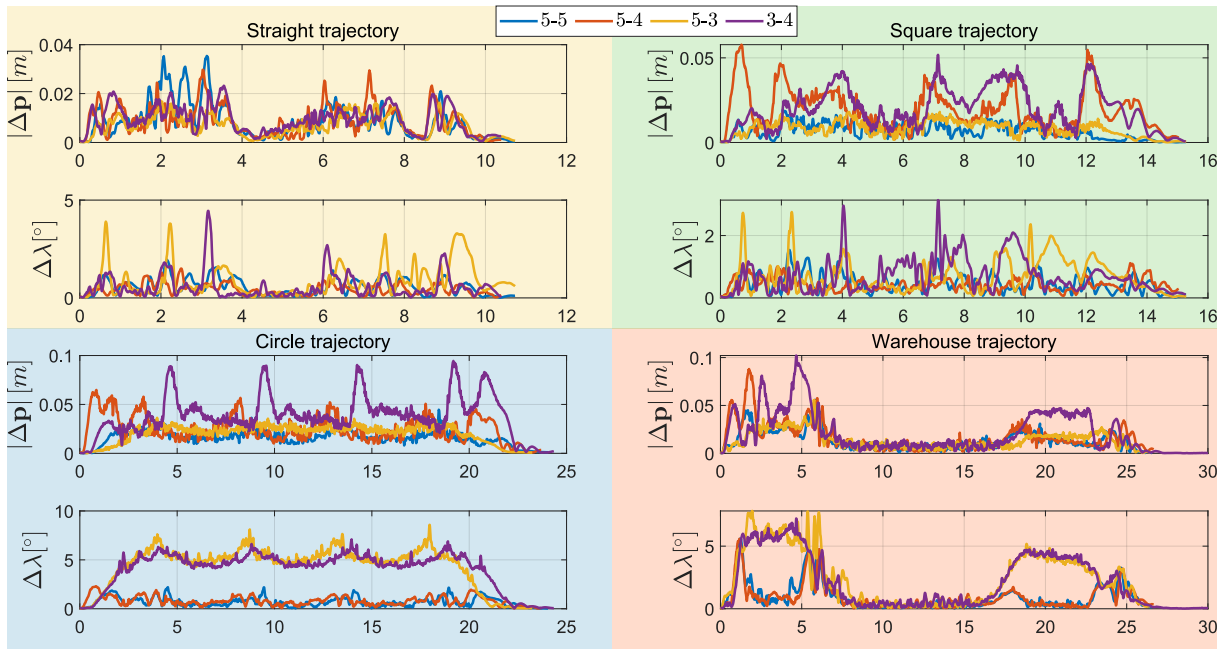 5-5 5-4 5-3 3-4
Straight trajectory
|Δp| [m]
0.04
0.02
0
0 2 4 6 8 10 12
Δλ[°]
5
0
0 2 4 6 8 10 12
Square trajectory
|Δp| [m]
0.05
0
0 2 4 6 8 10 12 14 16
Δλ[°]
2
0
0 2 4 6 8 10 12 14 16
Circle trajectory
|Δp| [m]
0.1
0.05
0
0 5 10 15 20 25
Δλ[°]
10
5
0
0 5 10 15 20 25
Warehouse trajectory
|Δp| [m]
0.1
0.05
0
0 5 10 15 20 25 30
Δλ[°]
5
0
0 5 10 15 20 25 30